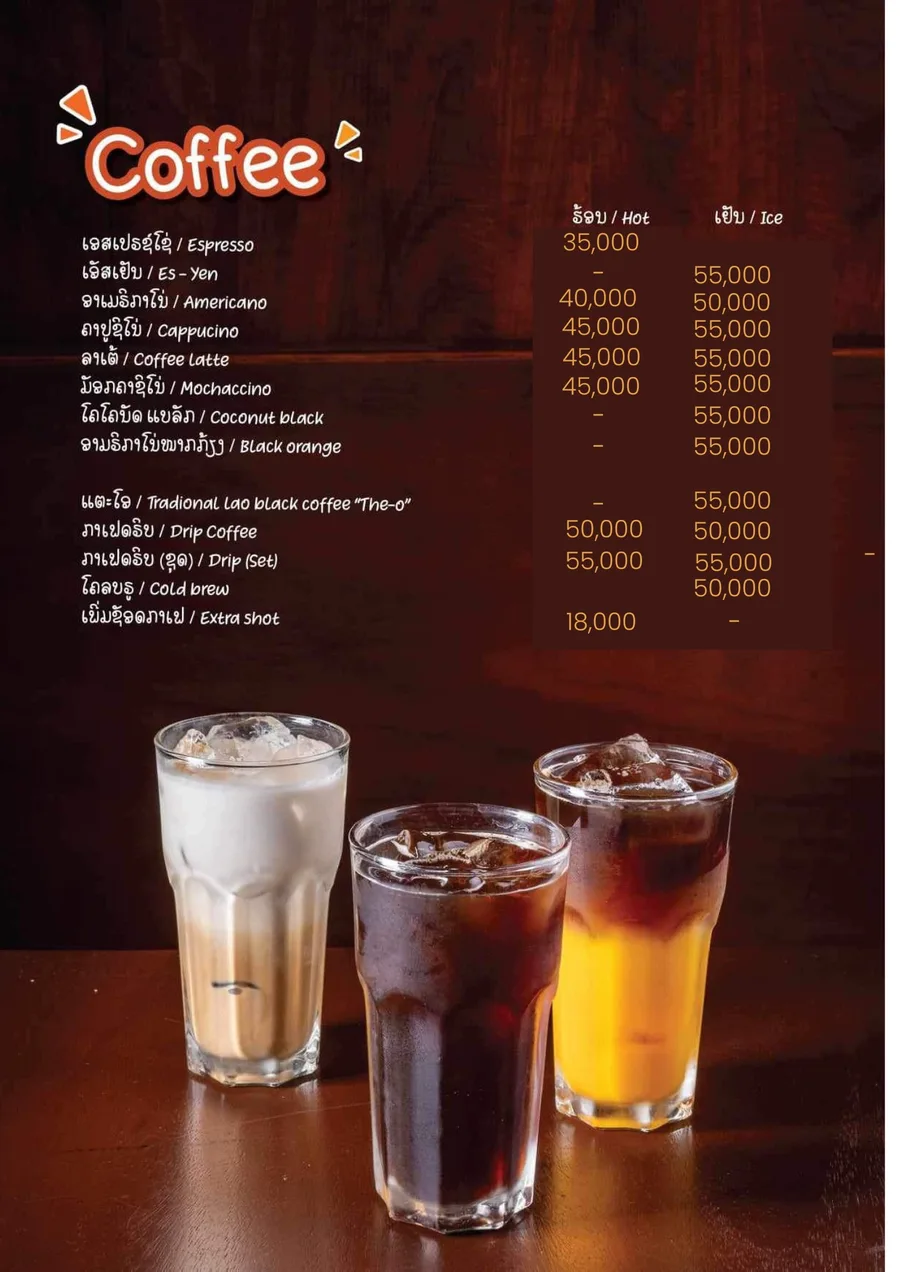 Coffee
ຮ້ອນ / Hot ເຢັນ / Ice
ເອສເປຣຊ໌ໂຊ່ / Espresso 35,000
ເອັສເຢັນ / Es - Yen - 55,000
ອາເມຣິກາໂນ່ / Americano 40,000 50,000
ຄາປູຊິໂນ່ / Cappucino 45,000 55,000
ລາເຕ້ / Coffee latte 45,000 55,000
ມັອກຄາຊິໂນ່ / Mochaccino 45,000 55,000
ໂຄໂຄນັດ ແບລັກ / Coconut black - 55,000
ອາມຣິກາໂນ່ໝາກກ້ຽງ / Black orange - 55,000
ແຕະໂອ / Tradional lao black coffee “The-o” - 55,000
ກາເຟດຣິບ / Drip Coffee 50,000 50,000
ກາເຟດຣິບ (ຊຸດ) / Drip (Set) 55,000 55,000 -
ໂຄລບຣູ / Cold brew 50,000
ເພີ່ມຊັອດກາເຟ / Extra shot 18,000 -